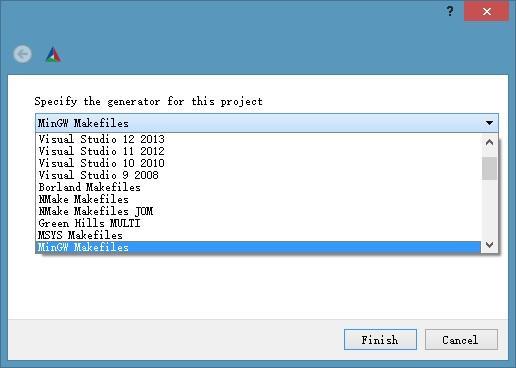 ?
Specify the generator for this project
MinGW Makefiles
Visual Studio 12 2013
Visual Studio 11 2012
Visual Studio 10 2010
Visual Studio 9 2008
Borland Makefiles
NMake Makefiles
NMake Makefiles JOM
Green Hills MULTI
MSYS Makefiles
MinGW Makefiles
Finish Cancel